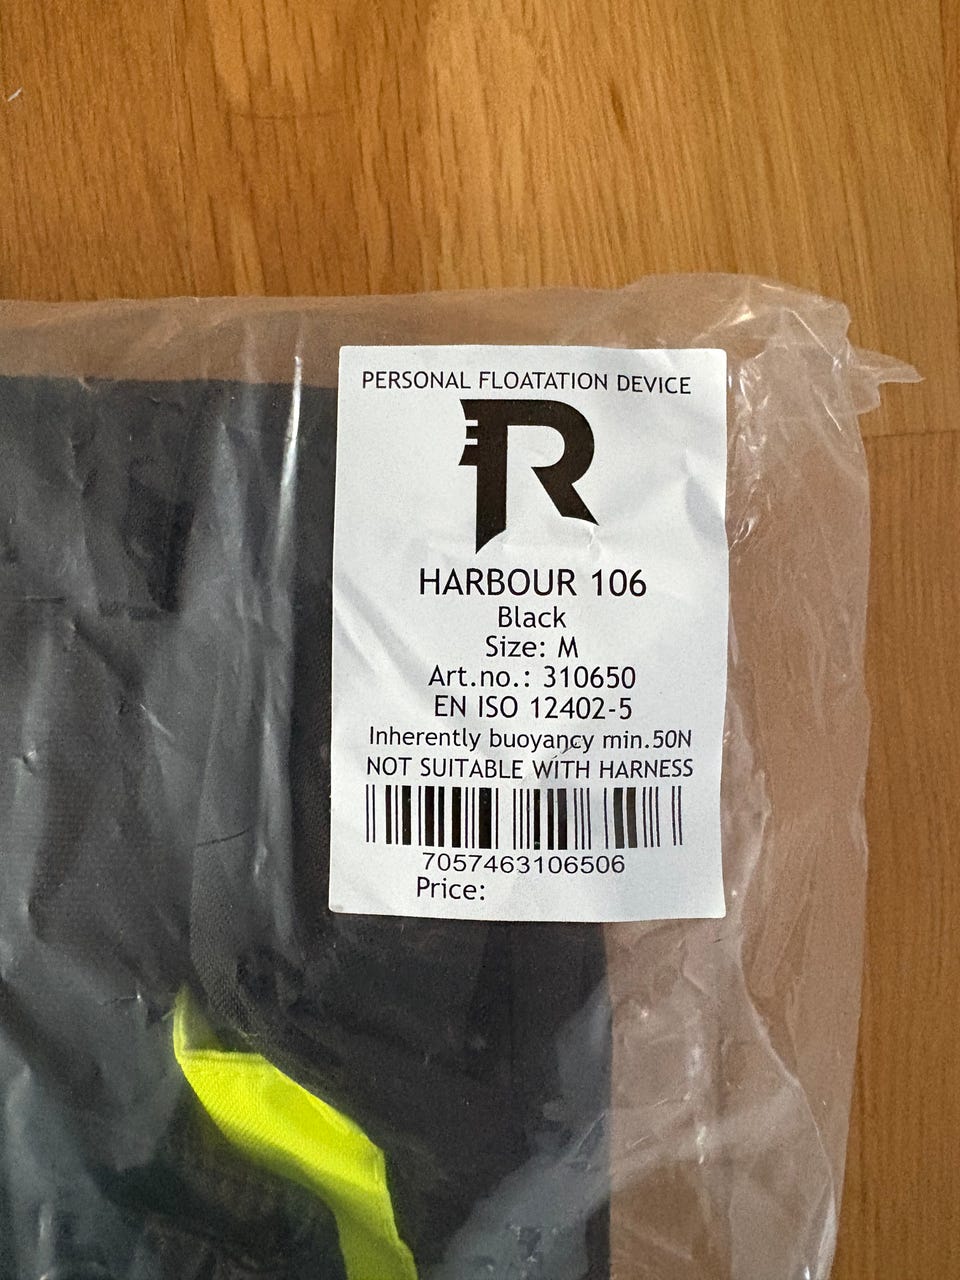 PERSONAL FLOATATION DEVICE
R
HARBOUR 106
Black
Size: M
Art.no.: 310650
EN ISO 12402-5
Inherently buoyancy min.50N
NOT SUITABLE WITH HARNESS
7057463106506
Price: